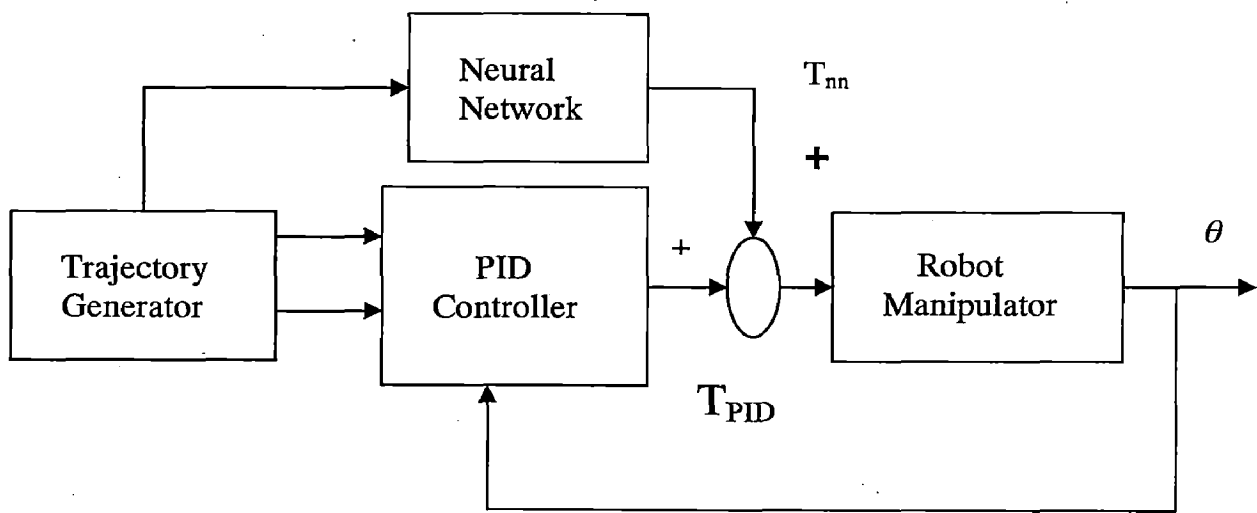 Neural
Network
T_nn
+
Trajectory
Generator
PID
Controller
+
T_PID
Robot
Manipulator
θ